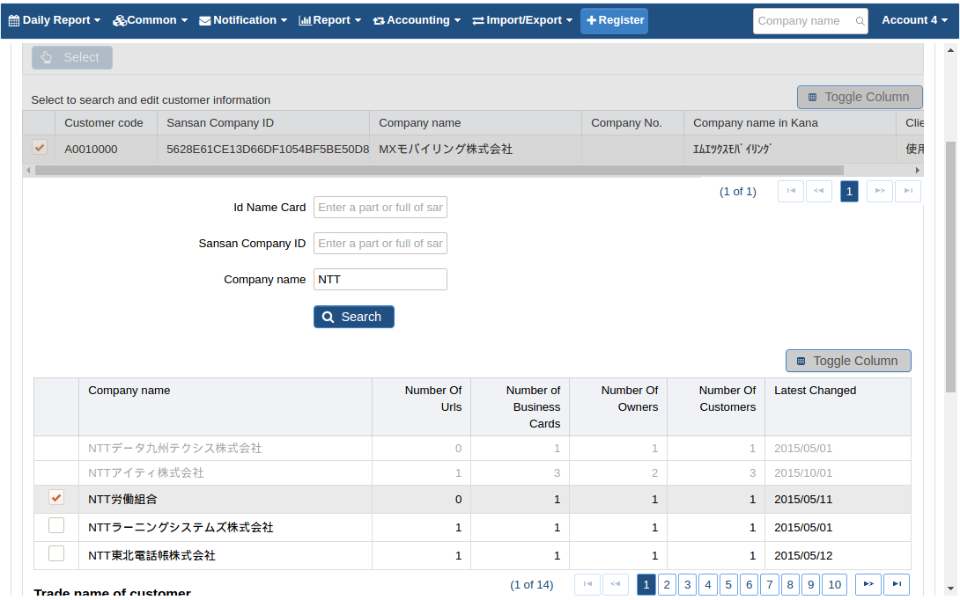 Daily Report Common Notification Report Accounting Import/Export Register Company name Account 4
Select
Select to search and edit customer information
Toggle Column
Customer code Sansan Company ID Company name Company No. Company name in Kana Clie
A0010000 5628E61CE13D66DF1054BF5BE50D8 MXモバイリング株式会社 ｴﾑｴｯｸｽﾓﾊﾞｲﾘﾝｸﾞ 使用
(1 of 1) 1
Id Name Card Enter a part or full of sar
Sansan Company ID Enter a part or full of sar
Company name NTT
Search
Toggle Column
Company name Number Of Urls Number of Business Cards Number Of Owners Number Of Customers Latest Changed
NTTデータ九州テクシス株式会社 0 1 1 1 2015/05/01
NTTアイティ株式会社 1 3 2 3 2015/10/01
NTT労働組合 0 1 1 1 2015/05/11
NTTラーニングシステムズ株式会社 1 1 1 1 2015/05/01
NTT東北電話帳株式会社 1 1 1 1 2015/05/12
(1 of 14) 1 2 3 4 5 6 7 8 9 10
Trade name of customer